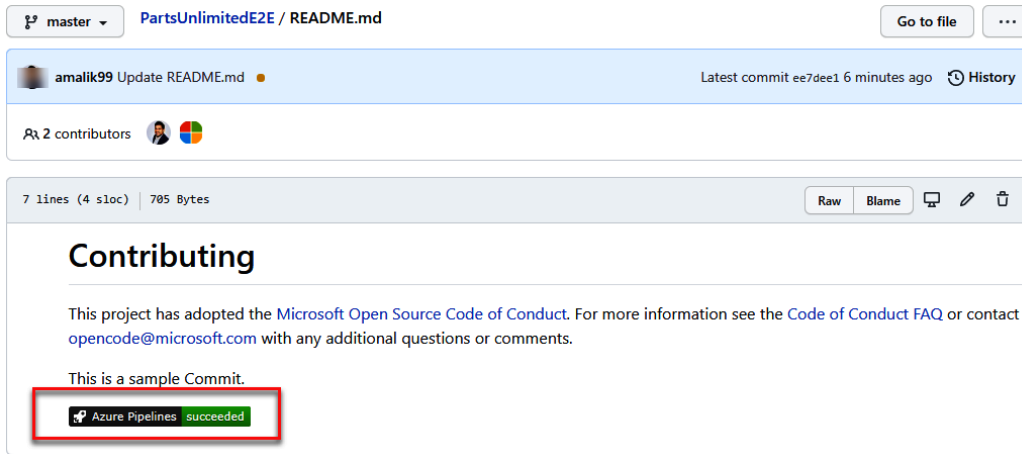 master
PartsUnlimitedE2E / README.md
Go to file
...
amalik99 Update README.md
Latest commit ee7dee1 6 minutes ago
History
2 contributors
7 lines (4 sloc) 705 Bytes
Raw
Blame
Contributing
This project has adopted the Microsoft Open Source Code of Conduct. For more information see the Code of Conduct FAQ or contact
opencode@microsoft.com with any additional questions or comments.
This is a sample Commit.
Azure Pipelines succeeded